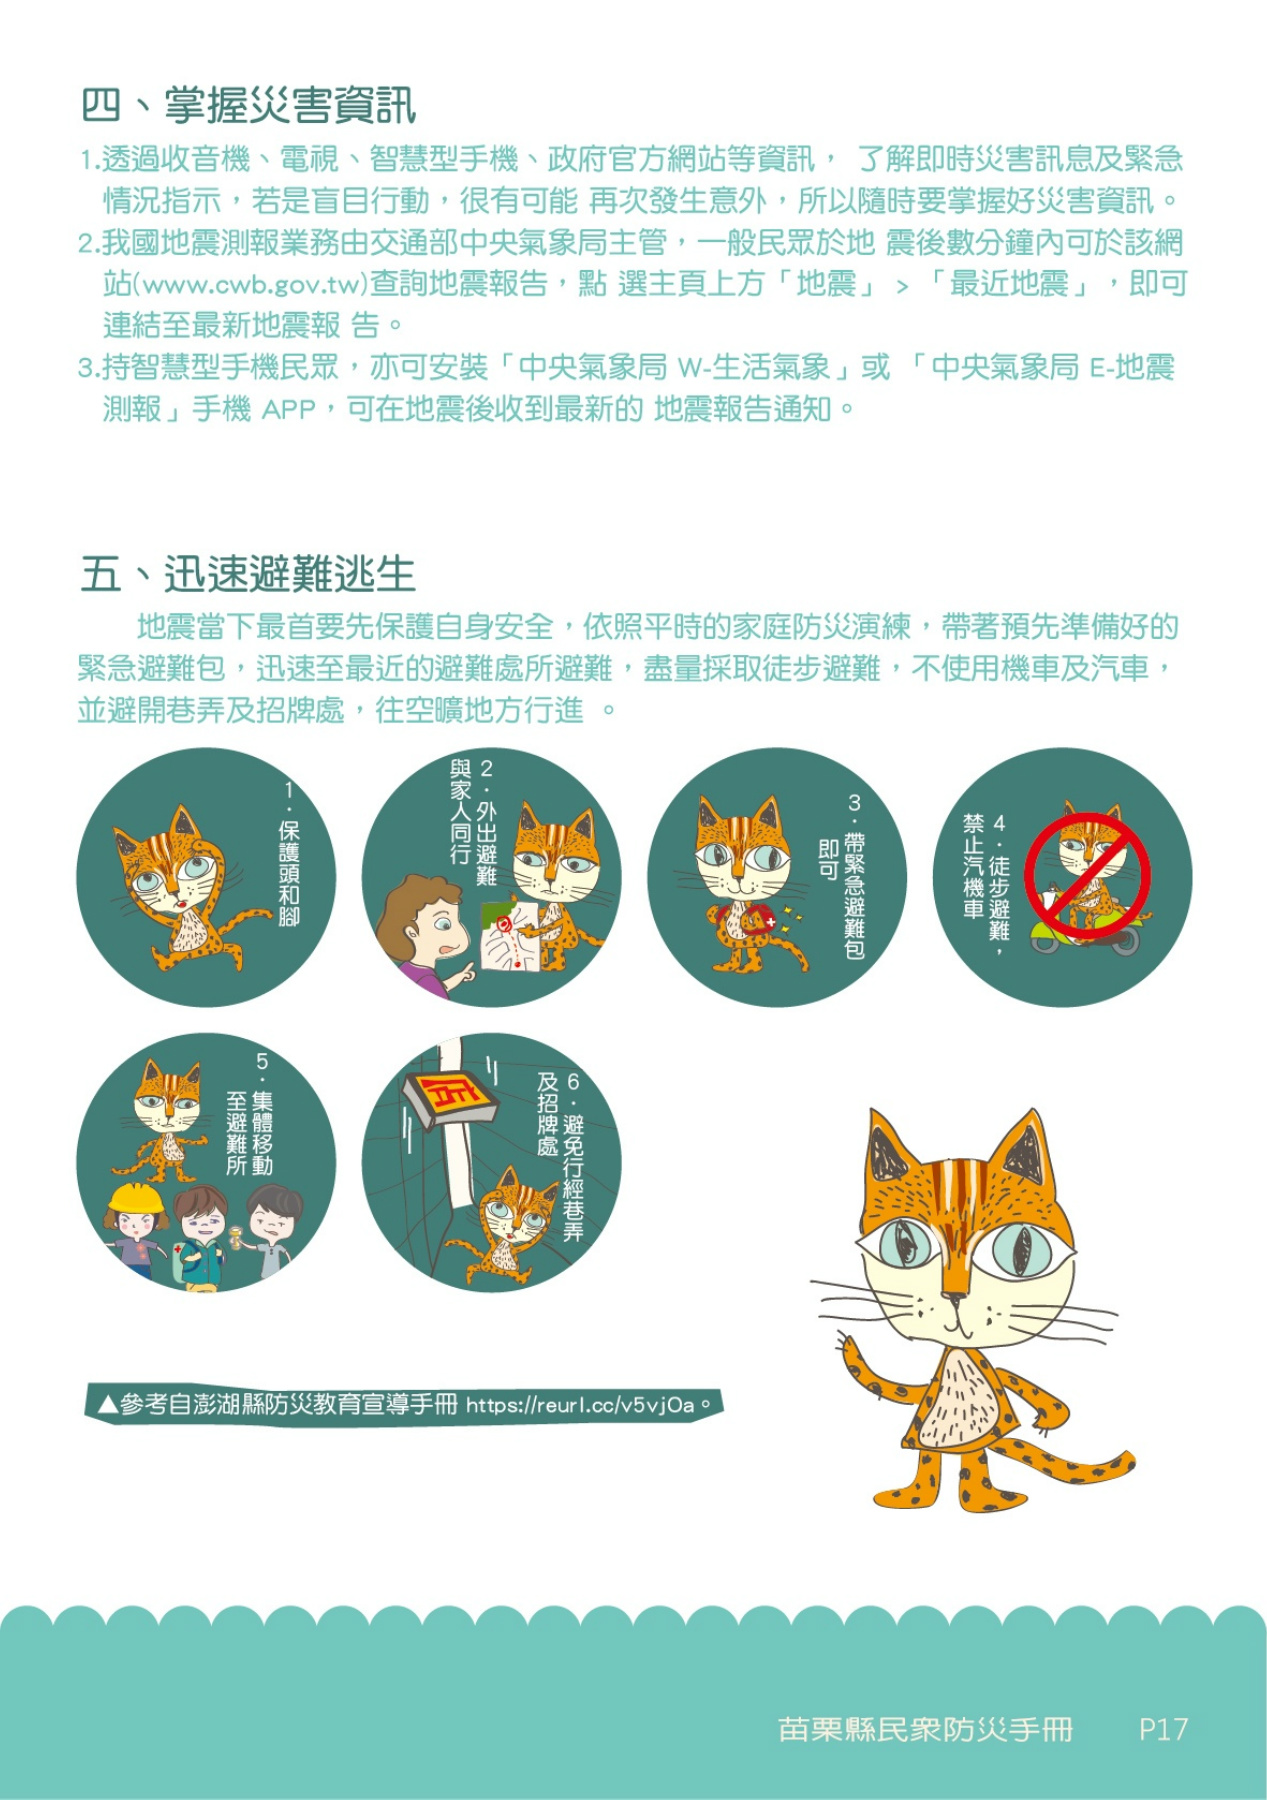 四、掌握災害資訊
1.透過收音機、電視、智慧型手機、政府官方網站等資訊， 了解即時災害訊息及緊急
情況指示，若是盲目行動，很有可能 再次發生意外，所以隨時要掌握好災害資訊。
2.我國地震測報業務由交通部中央氣象局主管，一般民眾於地 震後數分鐘內可於該網
站(www.cwb.gov.tw)查詢地震報告，點 選主頁上方「地震」 > 「最近地震」，即可
連結至最新地震報 告。
3.持智慧型手機民眾，亦可安裝「中央氣象局 W-生活氣象」或 「中央氣象局 E-地震
測報」手機 APP，可在地震後收到最新的 地震報告通知。
五、迅速避難逃生
地震當下最首要先保護自身安全，依照平時的家庭防災演練，帶著預先準備好的
緊急避難包，迅速至最近的避難處所避難，盡量採取徒步避難，不使用機車及汽車，
並避開巷弄及招牌處，往空曠地方行進 。
1．保護頭和腳
2．外出避難
與家人同行
3．帶緊急避難包
即可
4．徒步避難，
禁止汽機車
5．集體移動
至避難所
6．避免行經巷弄
及招牌處
▲參考自澎湖縣防災教育宣導手冊 https://reurl.cc/v5vjOa。
苗栗縣民眾防災手冊 P17